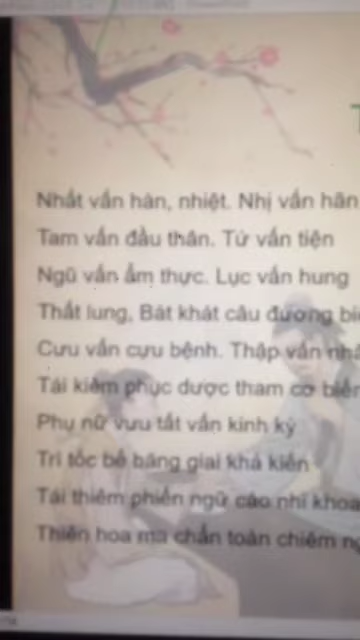 Nhất vấn hàn, nhiệt. Nhị vấn hãn
Tam vấn đầu thân. Tứ vấn tiện
Ngũ vấn ẩm thực. Lục vấn hung
Thất lung, Bát khát câu đương
Cựu vấn cựu bệnh. Thập vấn
Tái kiêm phục dược tham cơ
Phụ nữ vưu tất vấn kinh kỳ
Trì tốc bế băng giai khả kiến
Tái thiêm phiến ngữ cáo nhi khoa
Thiên hoa ma chẩn toàn chiêm